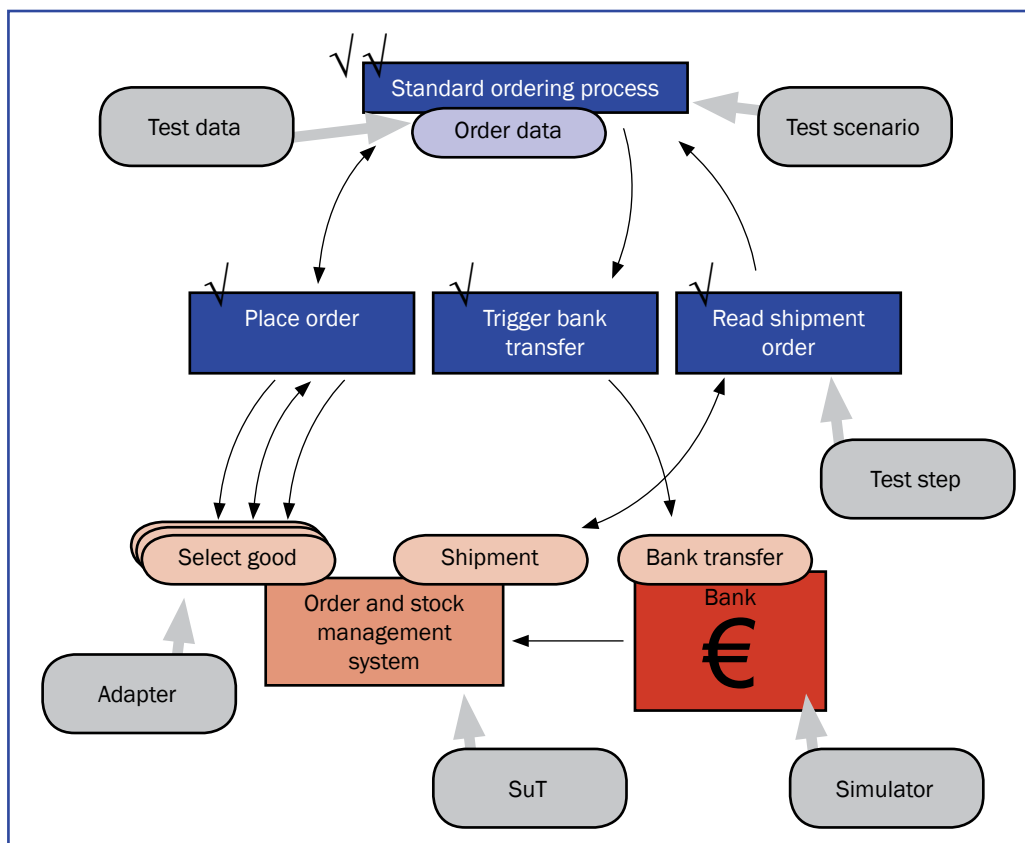 √ √
Standard ordering process
Test data
Order data
Test scenario
√
√
√
Place order
Trigger bank
transfer
Read shipment
order
Test step
Select good
Shipment
Bank transfer
Order and stock
management
system
Bank
€
Adapter
SuT
Simulator